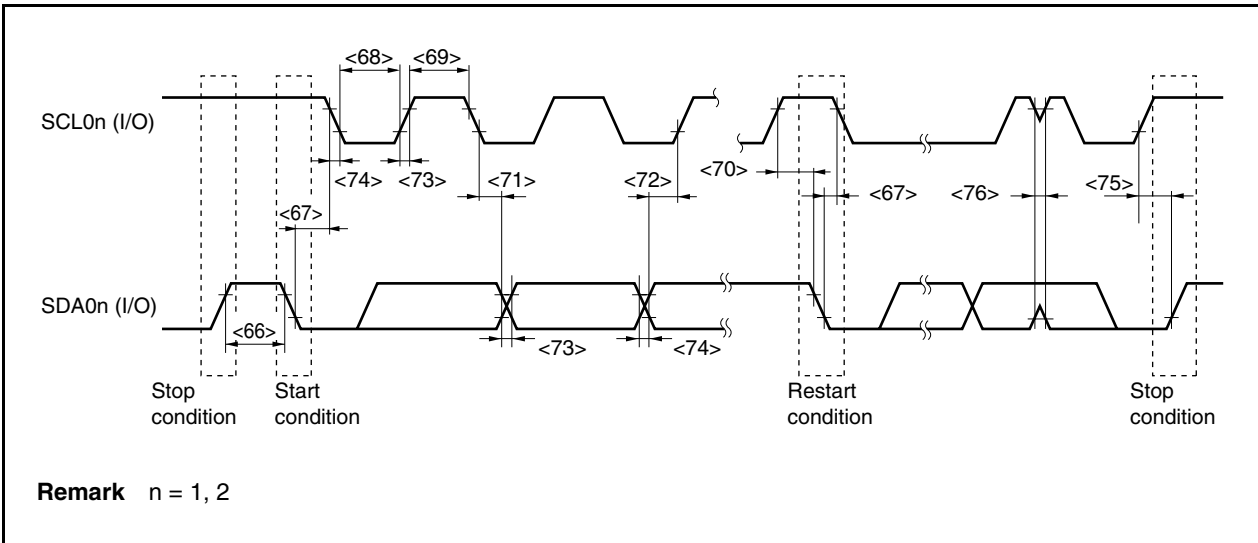 <68> <69>
SCL0n (I/O)
<74> <73> <71> <72> <70> <67> <76> <75>
<67>
SDA0n (I/O)
<66> <73> <74>
Stop condition
Start condition
Restart condition
Stop condition
Remark n = 1, 2